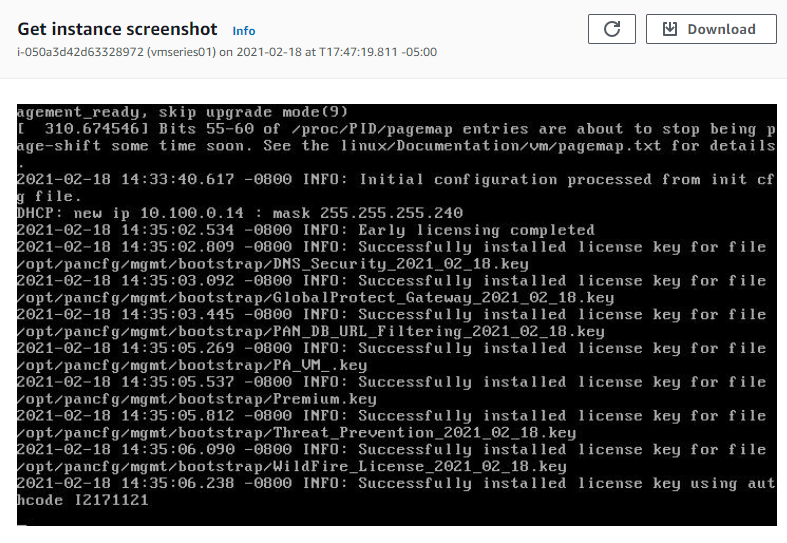 Get instance screenshot Info
i-050a3d42d63328972 (vmseries01) on 2021-02-18 at T17:47:19.811 -05:00
Download
agement_ready, skip upgrade mode(9)
[  310.674546] Bits 55-60 of /proc/PID/pagemap entries are about to stop being p
age-shift some time soon. See the linux/Documentation/vm/pagemap.txt for details
.
2021-02-18 14:33:40.617 -0800 INFO: Initial configuration processed from init cf
g file.
DHCP: new ip 10.100.0.14 : mask 255.255.255.240
2021-02-18 14:35:02.534 -0800 INFO: Early licensing completed
2021-02-18 14:35:02.809 -0800 INFO: Successfully installed license key for file
/opt/pancfg/mgmt/bootstrap/DNS_Security_2021_02_18.key
2021-02-18 14:35:03.092 -0800 INFO: Successfully installed license key for file
/opt/pancfg/mgmt/bootstrap/GlobalProtect_Gateway_2021_02_18.key
2021-02-18 14:35:03.445 -0800 INFO: Successfully installed license key for file
/opt/pancfg/mgmt/bootstrap/PAN_DB_URL_Filtering_2021_02_18.key
2021-02-18 14:35:05.269 -0800 INFO: Successfully installed license key for file
/opt/pancfg/mgmt/bootstrap/PA_VM_.key
2021-02-18 14:35:05.537 -0800 INFO: Successfully installed license key for file
/opt/pancfg/mgmt/bootstrap/Premium.key
2021-02-18 14:35:05.812 -0800 INFO: Successfully installed license key for file
/opt/pancfg/mgmt/bootstrap/Threat_Prevention_2021_02_18.key
2021-02-18 14:35:06.090 -0800 INFO: Successfully installed license key for file
/opt/pancfg/mgmt/bootstrap/WildFire_License_2021_02_18.key
2021-02-18 14:35:06.238 -0800 INFO: Successfully installed license key using aut
hcode I2171121